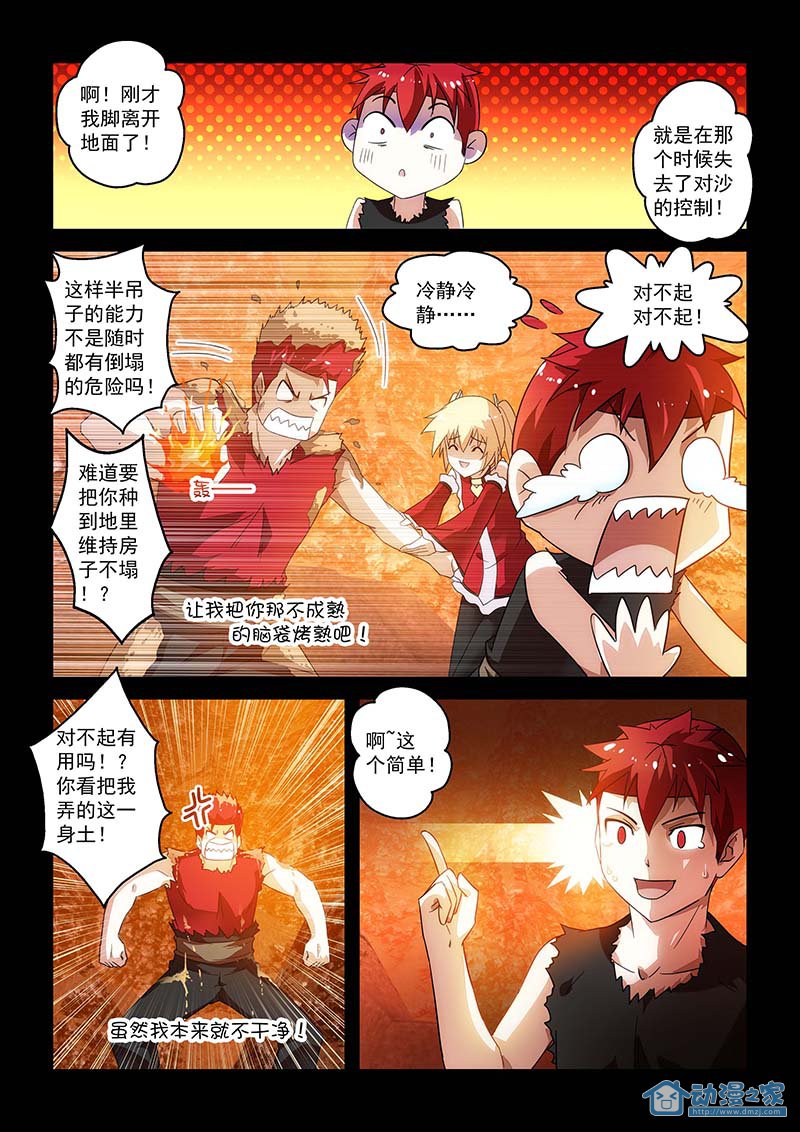 啊！刚才
我脚离开
地面了！
就是在那
个时候失
去了对沙
的控制！
这样半吊
子的能力
不是随时
都有倒塌
的危险吗！
冷静冷
静……
对不起
对不起！
难道要
把你种
到地里
维持房
子不塌
！？
轰——
让我把你那不成熟
的脑袋烤熟吧！
对不起有
用吗！？
你看把我
弄的这一
身土！
虽然我本来就不干净！
啊~这
个简单！
动漫之家
http://www.dmzj.com